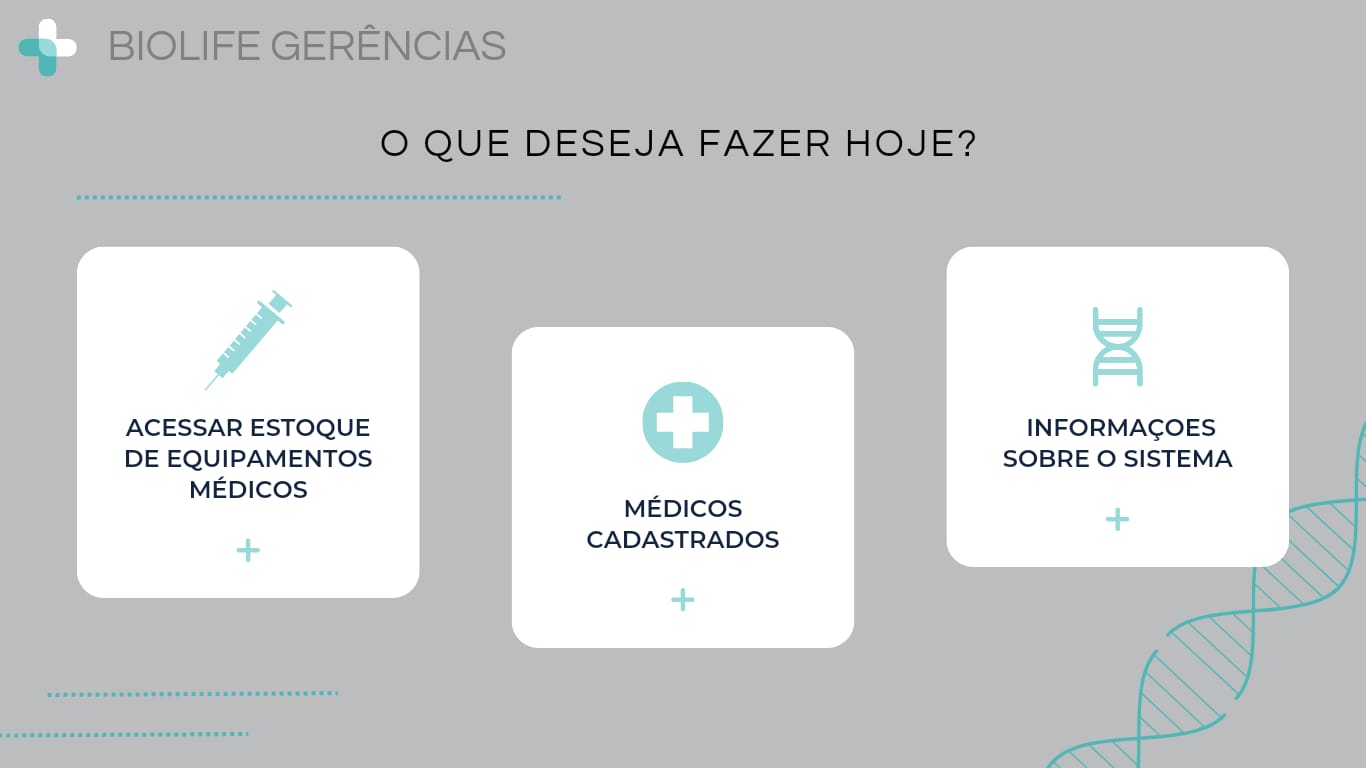 BIOLIFE GERÊNCIAS
O QUE DESEJA FAZER HOJE?
ACESSAR ESTOQUE
DE EQUIPAMENTOS
MÉDICOS
MÉDICOS
CADASTRADOS
INFORMAÇOES
SOBRE O SISTEMA